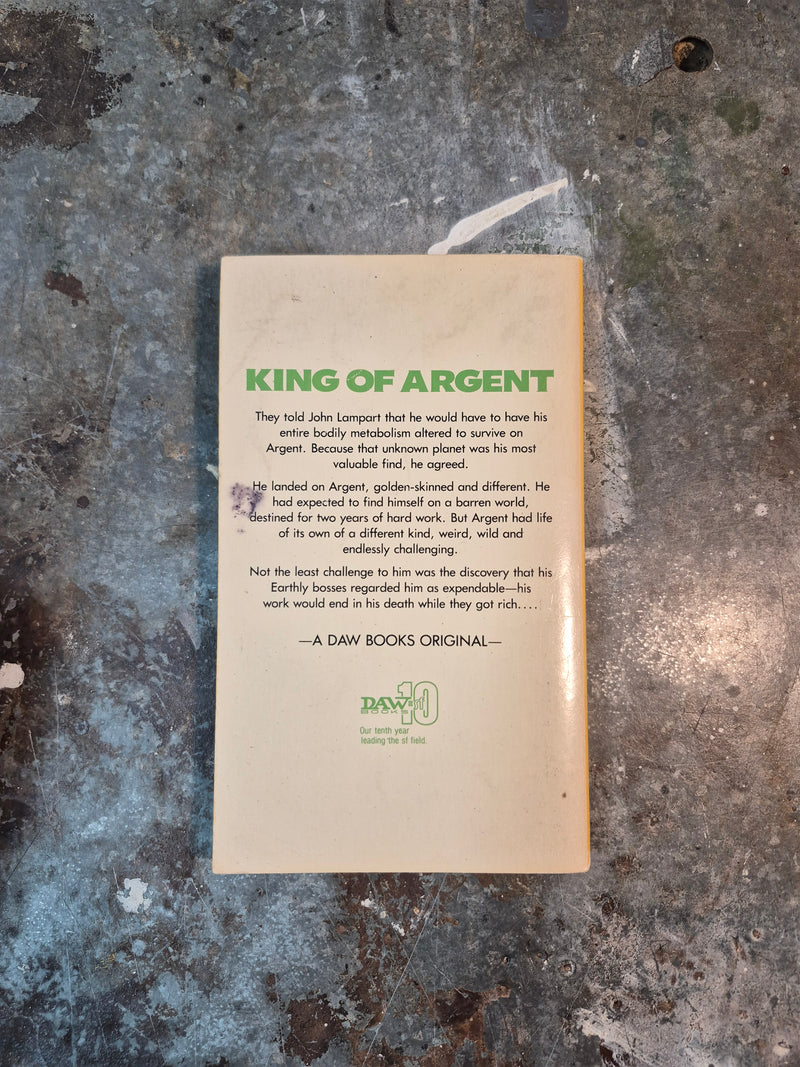 KING OF ARGENT
They told John Lampart that he would have to have his
entire bodily metabolism altered to survive on
Argent. Because that unknown planet was his most
valuable find, he agreed.
He landed on Argent, golden-skinned and different. He
had expected to find himself on a barren world,
destined for two years of hard work. But Argent had life
of its own of a different kind, weird, wild and
endlessly challenging.
Not the least challenge to him was the discovery that his
Earthly bosses regarded him as expendable—his
work would end in his death while they got rich....
—A DAW BOOKS ORIGINAL—
DAW sf
BOOKS 10
Our tenth year
leading the sf field.